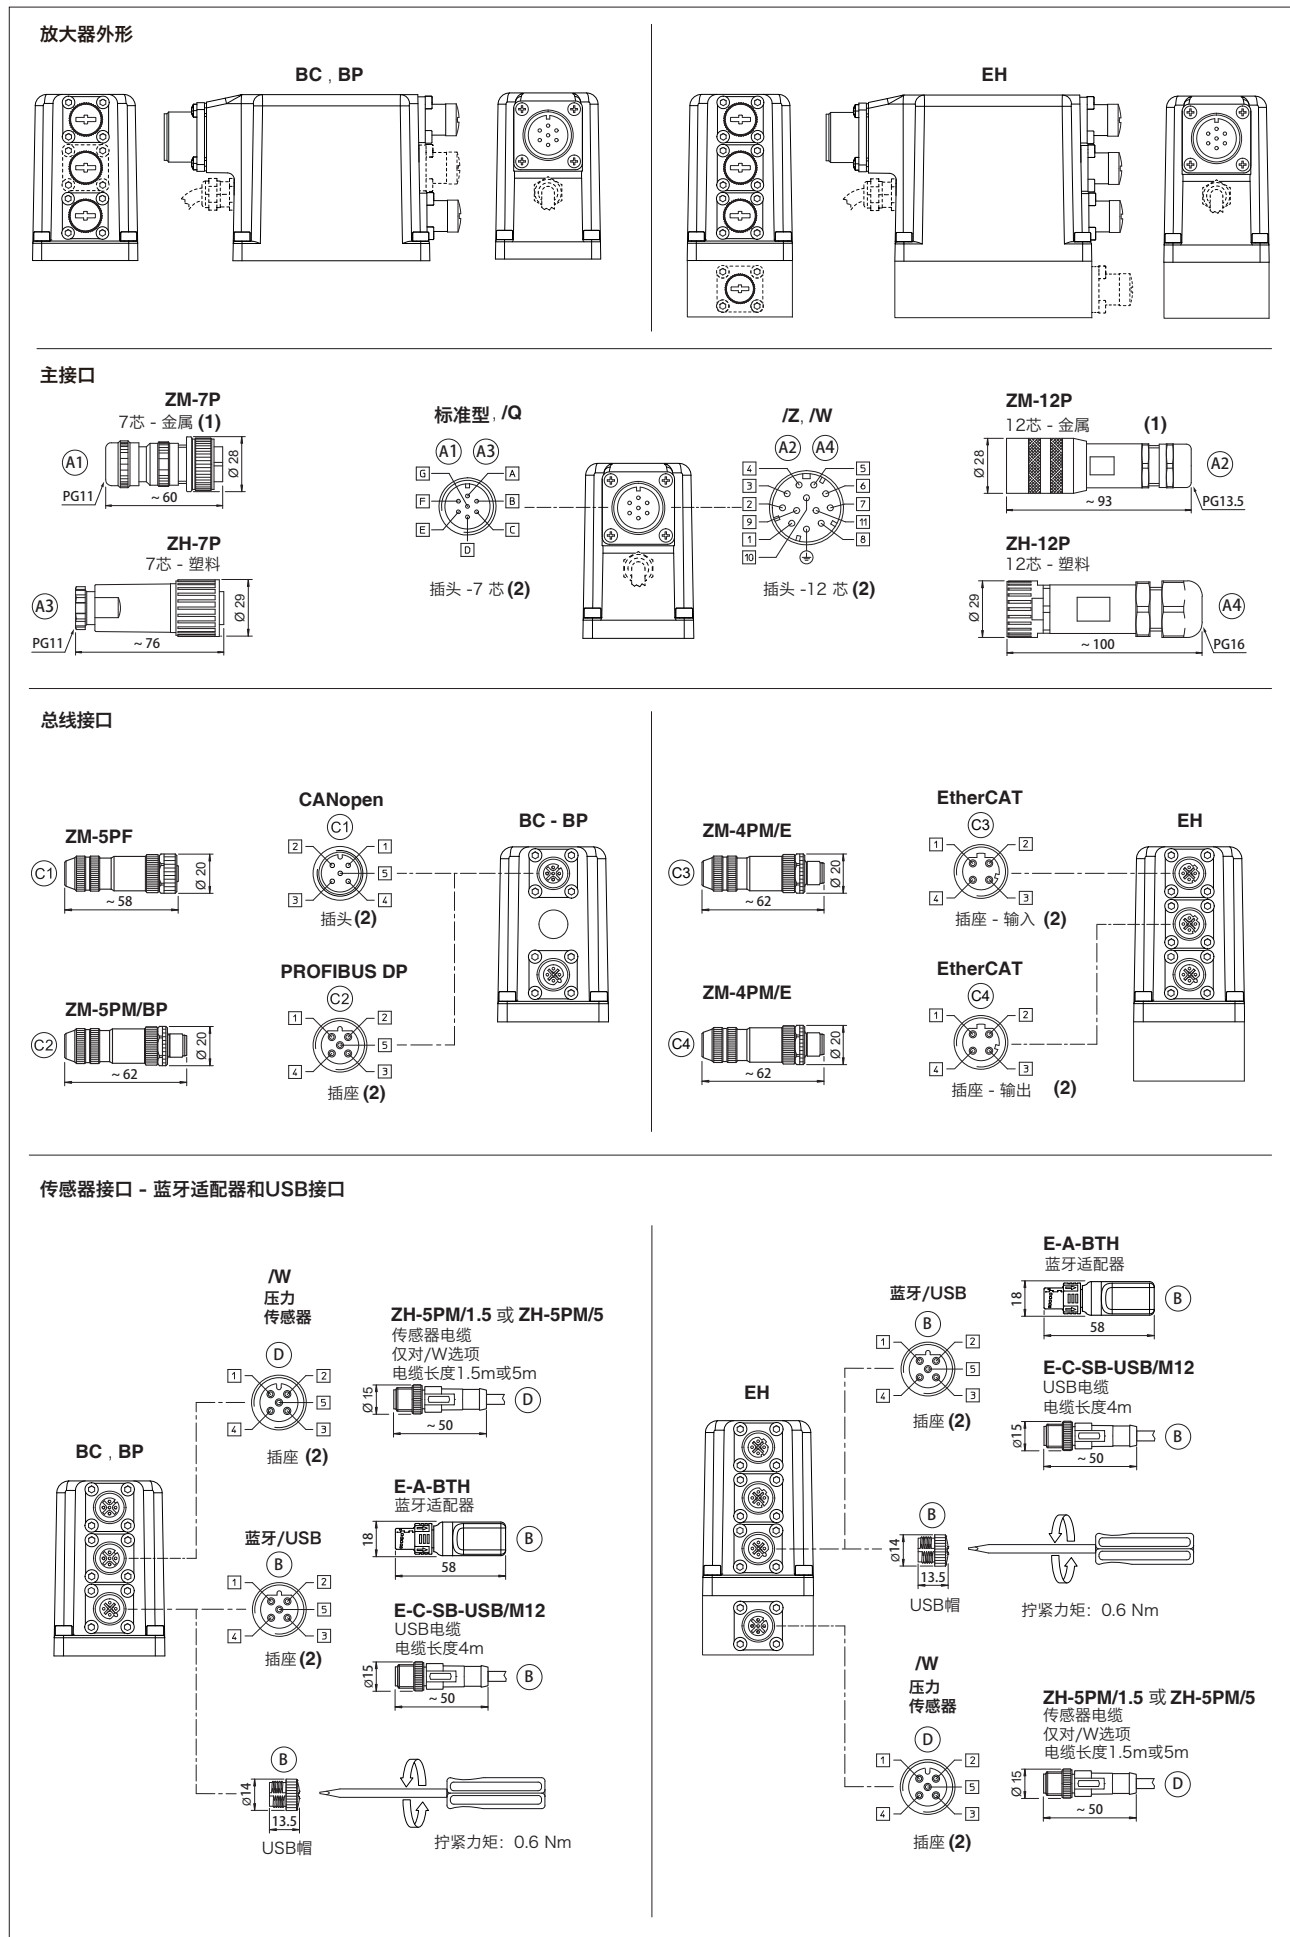 放大器外形
BC , BP
EH
主接口
ZM-7P
7芯 - 金属 (1)
A1
PG11
~ 60
Ø 28
ZH-7P
7芯 - 塑料
A3
PG11
~ 76
Ø 29
标准型, /Q
A1 A3
G A
F B
E C
D
插头 -7 芯 (2)
/Z, /W
A2 A4
4 5
3 6
2 7
9 11
1 8
10
插头 -12 芯 (2)
ZM-12P
12芯 - 金属 (1)
Ø 28
A2
~ 93
PG13.5
ZH-12P
12芯 - 塑料
Ø 29
A4
~ 100
PG16
总线接口
ZM-5PF
C1
Ø 20
~ 58
CANopen
C1
2 1
5
3 4
插头 (2)
BC - BP
ZM-5PM/BP
C2
Ø 20
~ 62
PROFIBUS DP
C2
1 2
5
4 3
插座 (2)
ZM-4PM/E
C3
Ø 20
~ 62
EtherCAT
C3
1 2
4 3
插座 - 输入 (2)
EH
ZM-4PM/E
C4
Ø 20
~ 62
EtherCAT
C4
1 2
4 3
插座 - 输出 (2)
传感器接口 - 蓝牙适配器和USB接口
/W
压力
传感器
D
1 2
5
4 3
插座 (2)
ZH-5PM/1.5 或 ZH-5PM/5
传感器电缆
仅对/W选项
电缆长度1.5m或5m
Ø 15
D
~ 50
BC , BP
蓝牙/USB
B
1 2
5
4 3
插座 (2)
E-A-BTH
蓝牙适配器
18
B
58
E-C-SB-USB/M12
USB电缆
电缆长度4m
Ø15
B
~ 50
B
Ø14
13.5
USB帽
拧紧力矩：0.6 Nm
EH
蓝牙/USB
B
1 2
5
4 3
插座 (2)
E-A-BTH
蓝牙适配器
18
B
58
E-C-SB-USB/M12
USB电缆
电缆长度4m
Ø15
B
~ 50
B
Ø14
13.5
USB帽
拧紧力矩：0.6 Nm
/W
压力
传感器
D
1 2
5
4 3
插座 (2)
ZH-5PM/1.5 或 ZH-5PM/5
传感器电缆
仅对/W选项
电缆长度1.5m或5m
Ø 15
D
~ 50